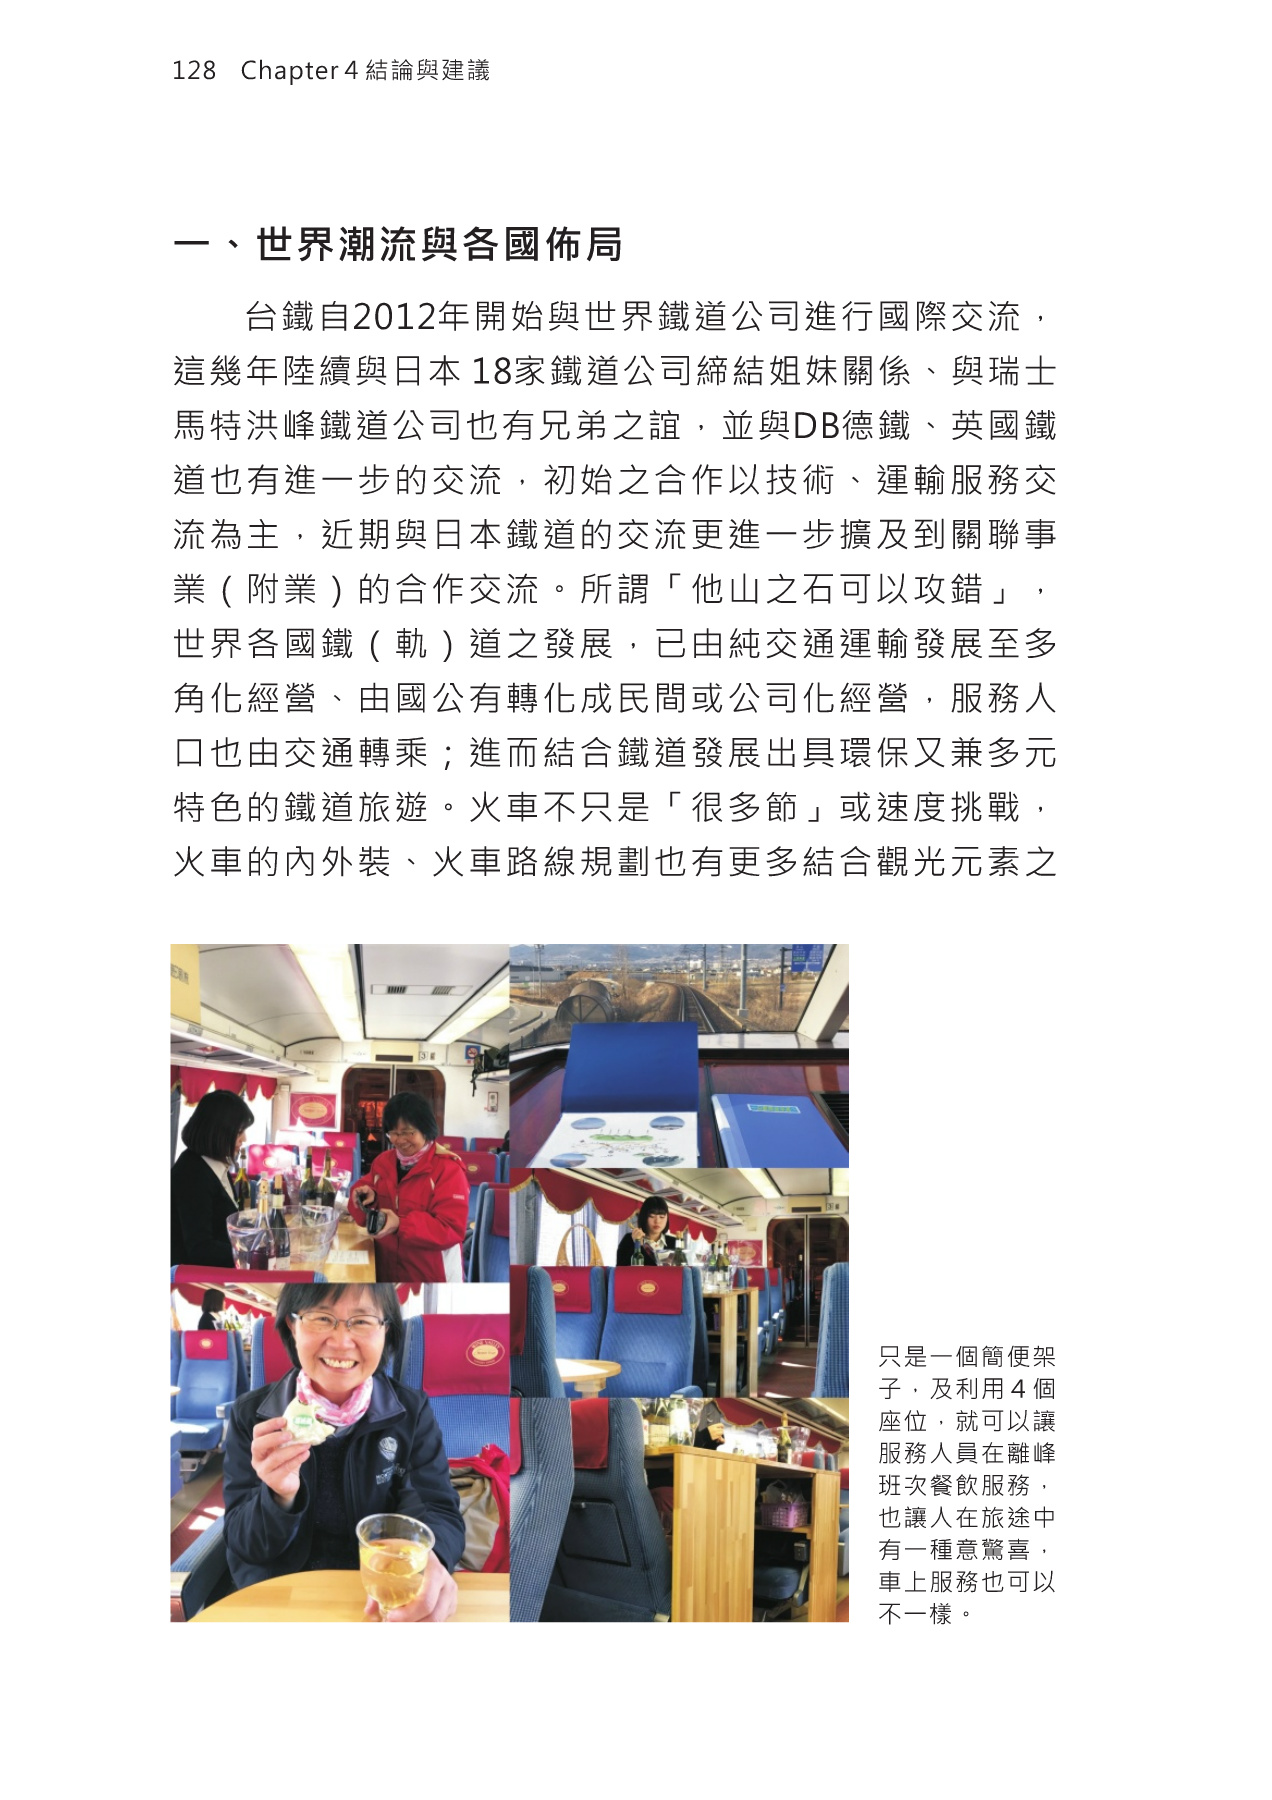 128 Chapter 4 結論與建議
一、世界潮流與各國佈局
台鐵自2012年開始與世界鐵道公司進行國際交流，
這幾年陸續與日本 18家鐵道公司締結姐妹關係、與瑞士
馬特洪峰鐵道公司也有兄弟之誼，並與DB德鐵、英國鐵
道也有進一步的交流，初始之合作以技術、運輸服務交
流為主，近期與日本鐵道的交流更進一步擴及到關聯事
業（附業）的合作交流。所謂「他山之石可以攻錯」，
世界各國鐵（軌）道之發展，已由純交通運輸發展至多
角化經營、由國公有轉化成民間或公司化經營，服務人
口也由交通轉乘；進而結合鐵道發展出具環保又兼多元
特色的鐵道旅遊。火車不只是「很多節」或速度挑戰，
火車的內外裝、火車路線規劃也有更多結合觀光元素之
只是一個簡便架
子，及利用４個
座位，就可以讓
服務人員在離峰
班次餐飲服務，
也讓人在旅途中
有一種意驚喜，
車上服務也可以
不一樣。